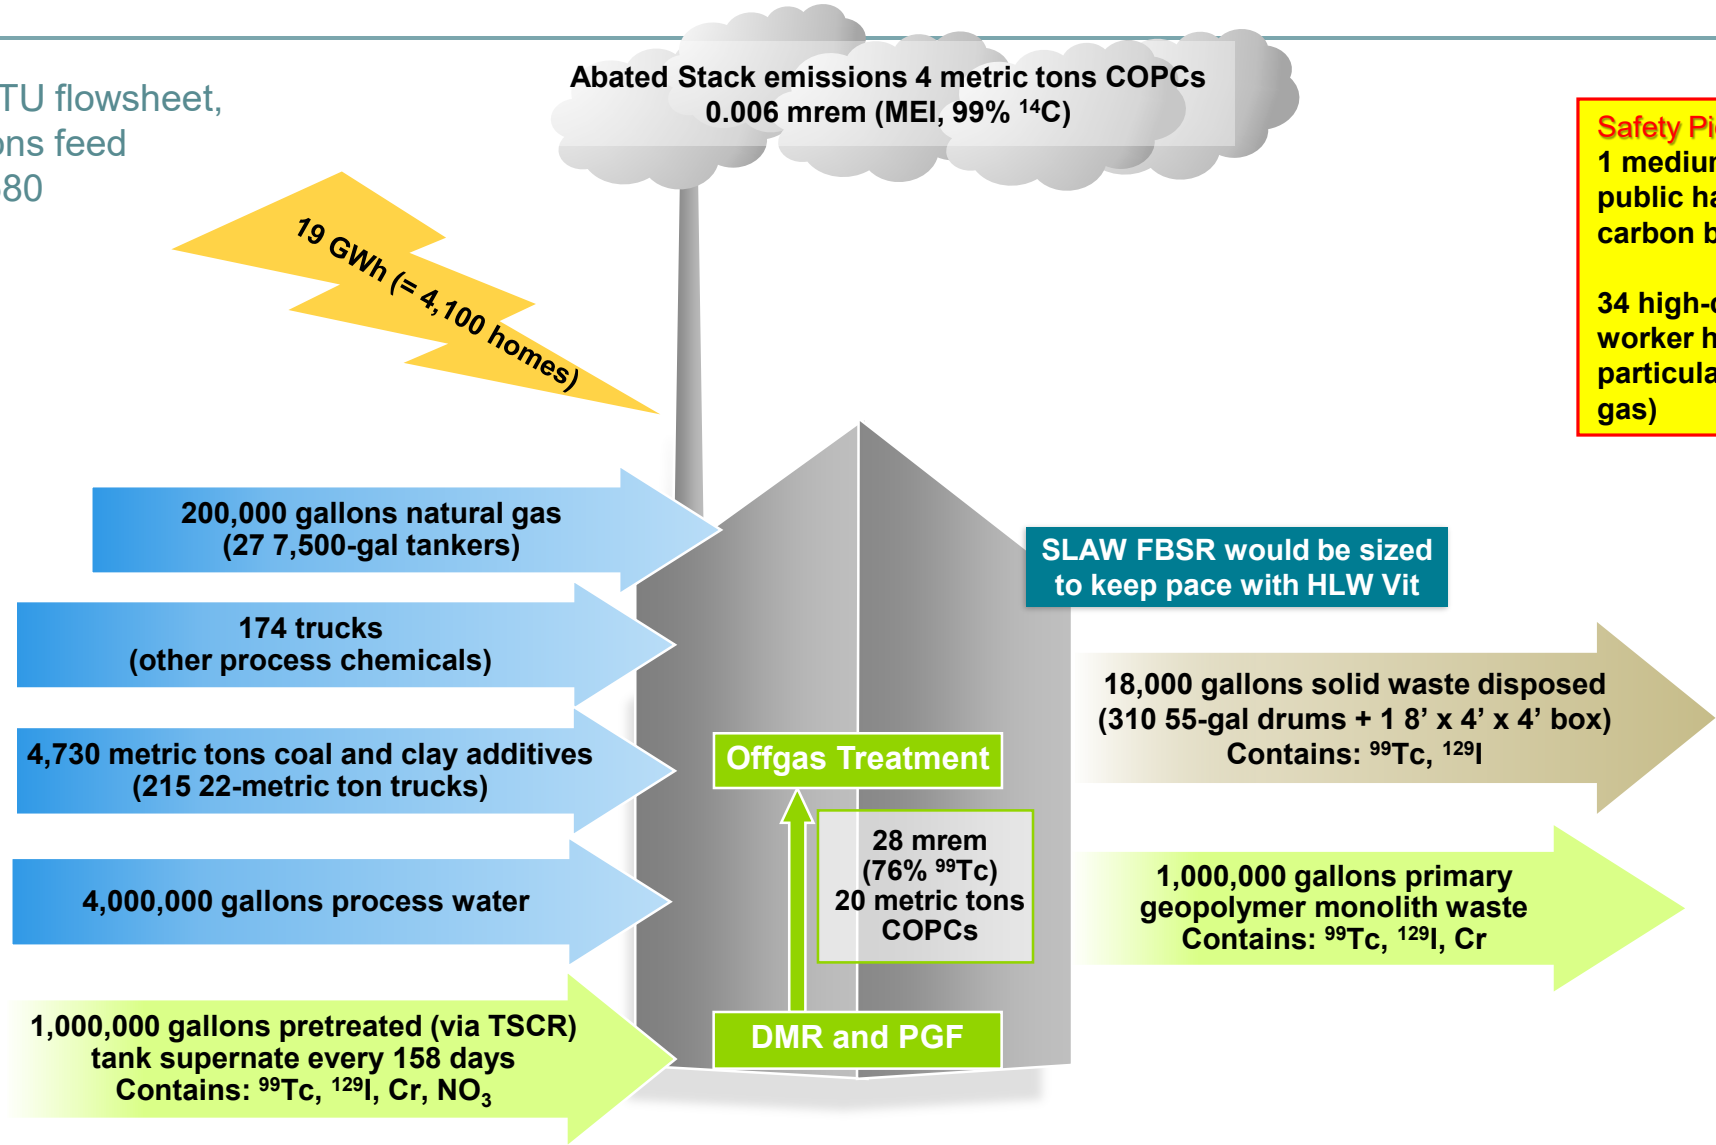 Abated Stack emissions 4 metric tons COPCs
0.006 mrem (MEI, 99% ¹⁴C)
TU flowsheet,
ons feed
80
Safety Pi
1 medium
public ha
carbon b
34 high-c
worker h
particula
gas)
19 GWh (= 4,100 homes)
200,000 gallons natural gas
(27 7,500-gal tankers)
SLAW FBSR would be sized
to keep pace with HLW Vit
174 trucks
(other process chemicals)
18,000 gallons solid waste disposed
(310 55-gal drums + 1 8’ x 4’ x 4’ box)
Contains: ⁹⁹Tc, ¹²⁹I
4,730 metric tons coal and clay additives
(215 22-metric ton trucks)
Offgas Treatment
28 mrem
(76% ⁹⁹Tc)
20 metric tons
COPCs
4,000,000 gallons process water
1,000,000 gallons primary
geopolymer monolith waste
Contains: ⁹⁹Tc, ¹²⁹I, Cr
1,000,000 gallons pretreated (via TSCR)
tank supernate every 158 days
Contains: ⁹⁹Tc, ¹²⁹I, Cr, NO₃
DMR and PGF